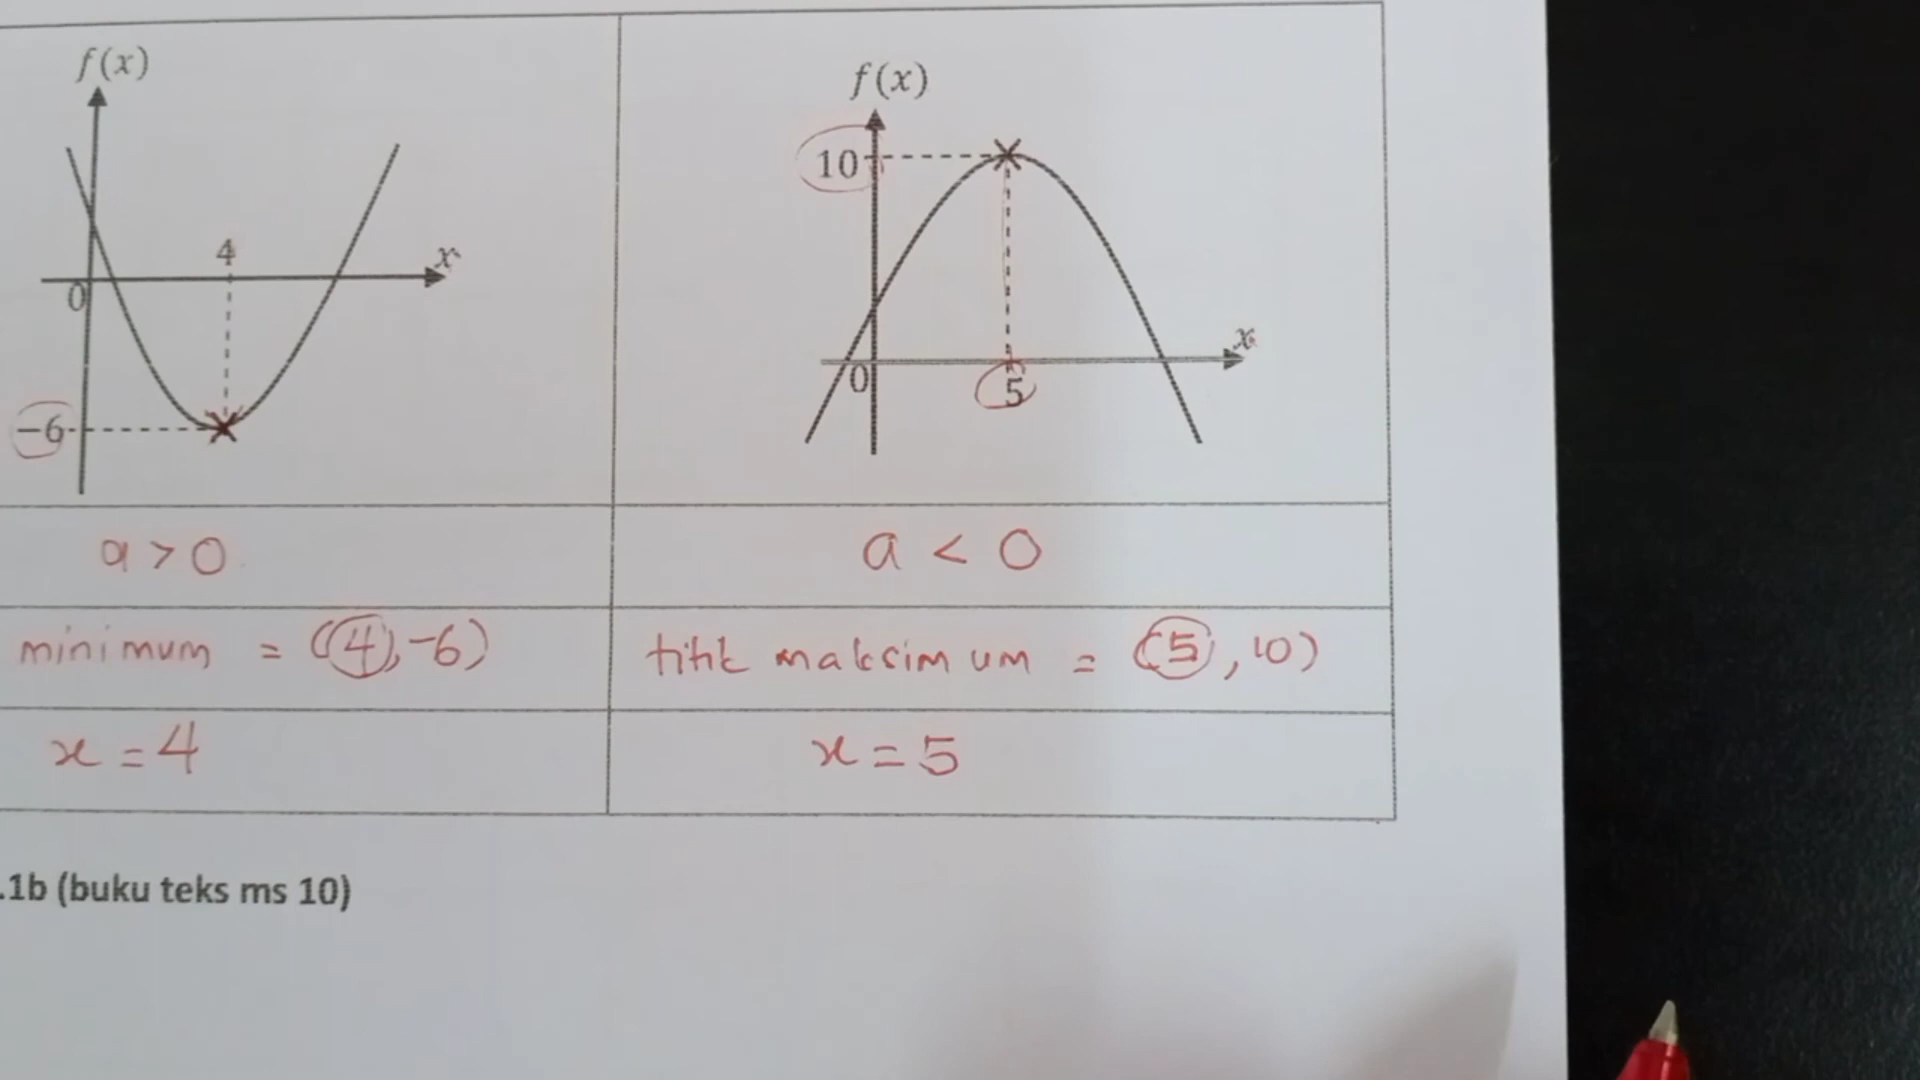 f(x)
4
x
0
−6
f(x)
10
x
0
5
a > 0
a < 0
minimum = (4, -6)
titik maksimum = (5, 10)
x = 4
x = 5
.1b (buku teks ms 10)